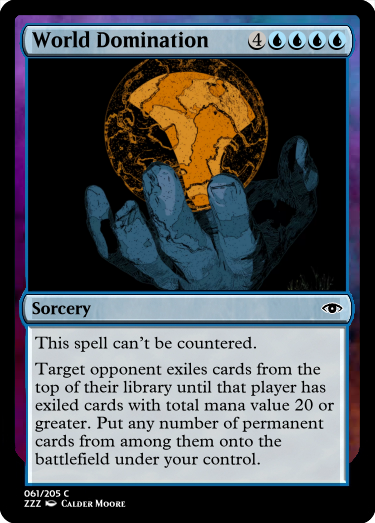 World Domination 4
Sorcery
This spell can't be countered.
Target opponent exiles cards from the
top of their library until that player has
exiled cards with total mana value 20 or
greater. Put any number of permanent
cards from among them onto the
battlefield under your control.
061/205 C
ZZZ CALDER MOORE